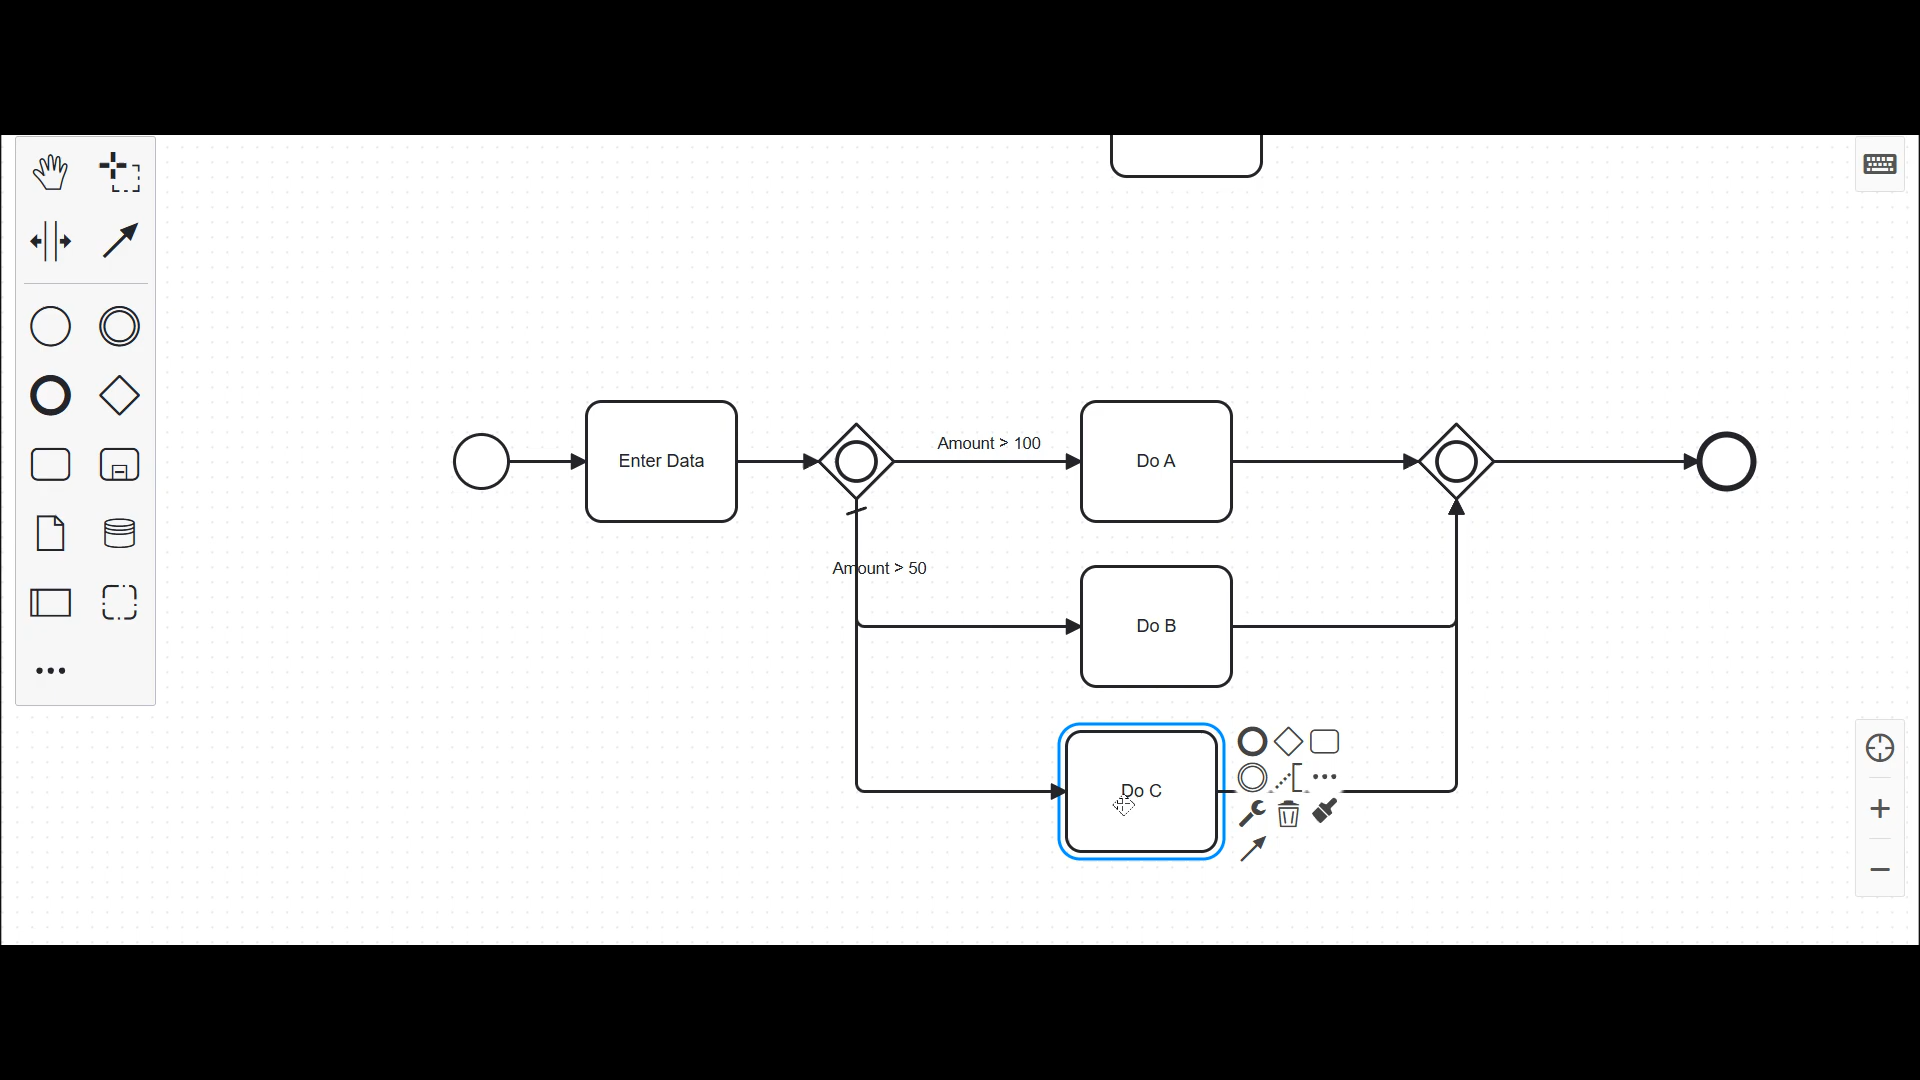 Enter Data
Amount > 100
Do A
Amount > 50
Do B
Do C